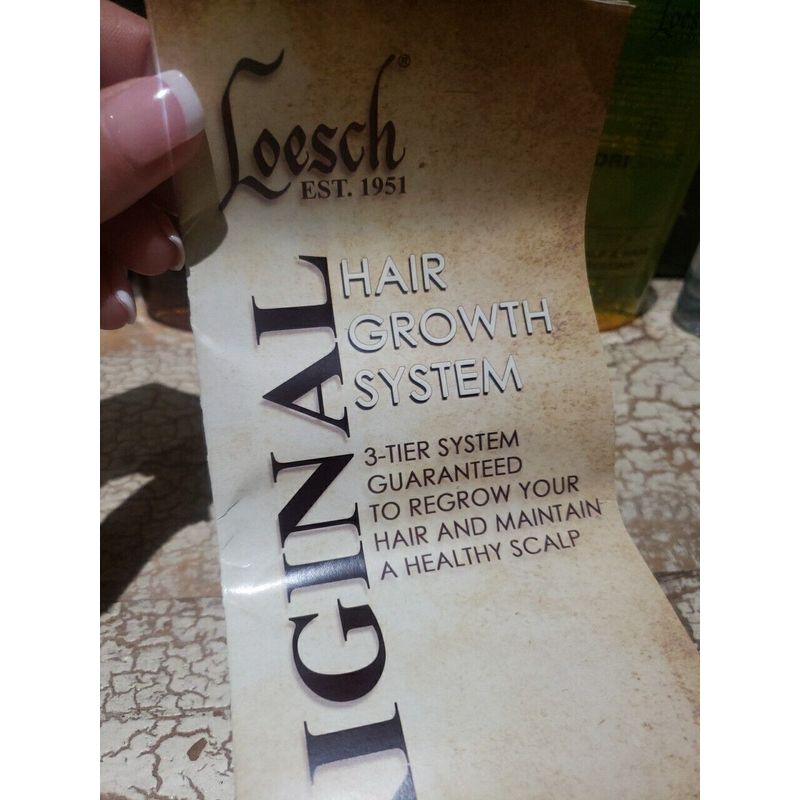 Loesch®
EST. 1951
HAIR
GROWTH
SYSTEM
3-TIER SYSTEM
GUARANTEED
TO REGROW YOUR
HAIR AND MAINTAIN
A HEALTHY SCALP
IGINAL